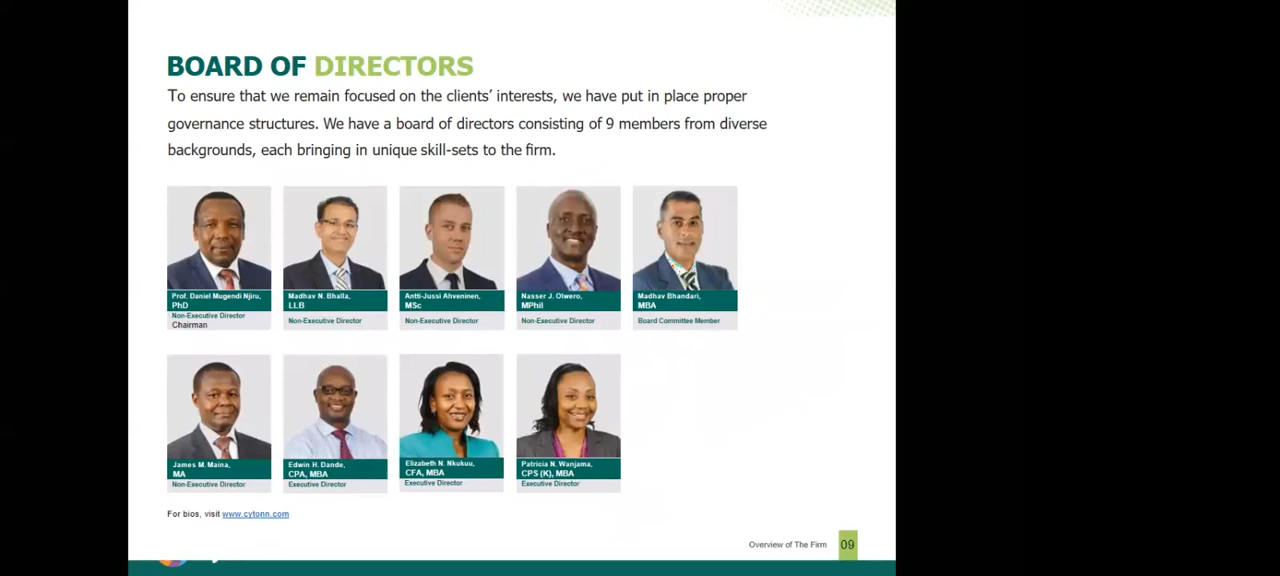 BOARD OF DIRECTORS
To ensure that we remain focused on the clients' interests, we have put in place proper
governance structures. We have a board of directors consisting of 9 members from diverse
backgrounds, each bringing in unique skill-sets to the firm.
Prof. Daniel Mugendi Njiru,
PhD
Non-Executive Director
Chairman
Madhav N. Bhalla,
LLB
Non-Executive Director
Antti-Jussi Ahveninen,
MSc
Non-Executive Director
Nasser J. Olwero,
MPhil
Non-Executive Director
Madhav Bhandari,
MBA
Board Committee Member
James M. Maina,
MA
Non-Executive Director
Edwin H. Dande,
CPA, MBA
Executive Director
Elizabeth N. Nkukuu,
CFA, MBA
Executive Director
Patricia N. Wanjama,
CPS (K), MBA
Executive Director
For bios, visit www.cytonn.com
Overview of The Firm 09